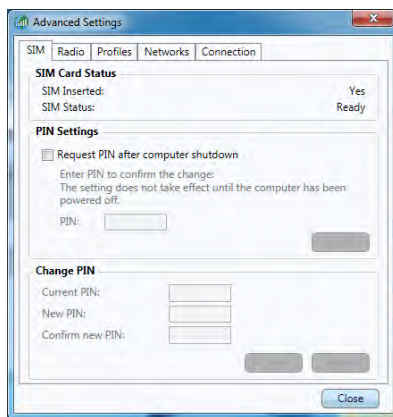 Advanced Settings
SIM Radio Profiles Networks Connection
SIM Card Status
SIM Inserted: Yes
SIM Status: Ready
PIN Settings
Request PIN after computer shutdown
Enter PIN to confirm the change:
The setting does not take effect until the computer has been
powered off.
PIN:
Change PIN
Current PIN:
New PIN:
Confirm new PIN:
Close